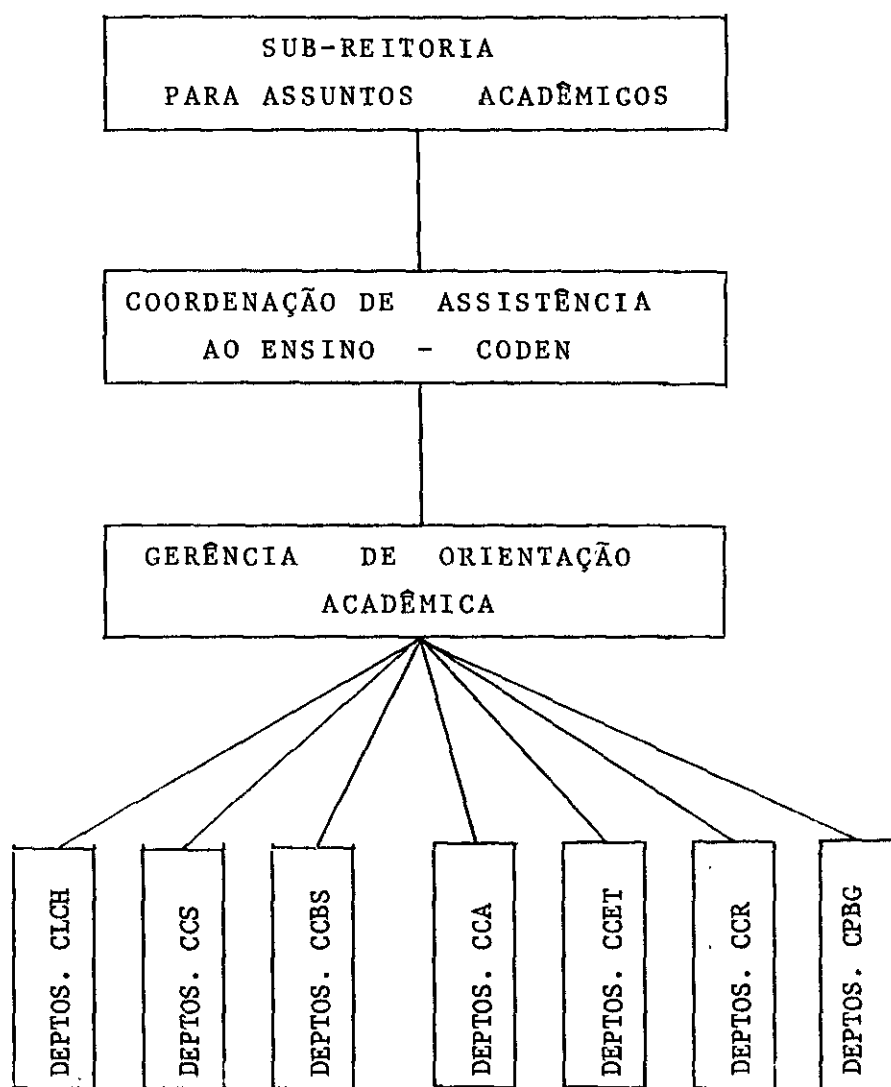 SUB-REITORIA
PARA ASSUNTOS ACADÊMICOS
COORDENAÇÃO DE ASSISTÊNCIA
AO ENSINO - CODEN
GERÊNCIA DE ORIENTAÇÃO
ACADÊMICA
DEPTOS. CLCH
DEPTOS. CCS
DEPTOS. CCBS
DEPTOS. CCA
DEPTOS. CCET
DEPTOS. CCR
DEPTOS. CPBG